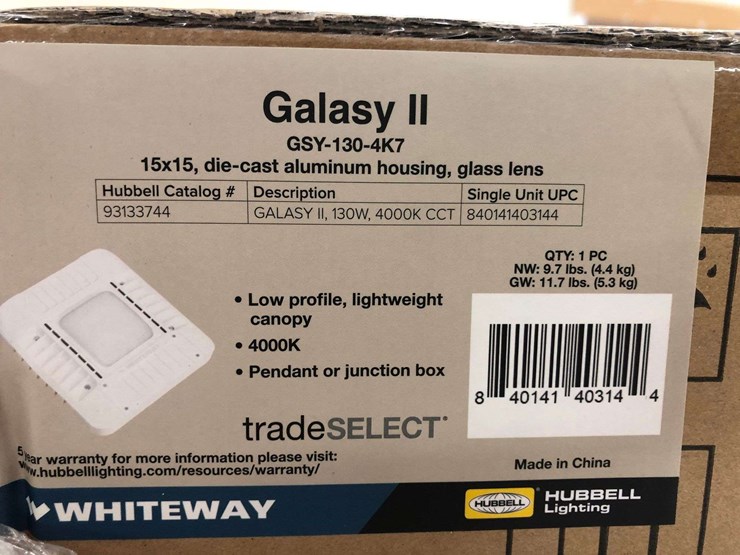 Galasy II
GSY-130-4K7
15x15, die-cast aluminum housing, glass lens
Hubbell Catalog # Description Single Unit UPC
93133744 GALASY II, 130W, 4000K CCT 840141403144
QTY: 1 PC
NW: 9.7 lbs. (4.4 kg)
GW: 11.7 lbs. (5.3 kg)
• Low profile, lightweight
canopy
• 4000K
• Pendant or junction box
8 40141 40314 4
tradeSELECT
5 year warranty for more information please visit:
www.hubbelllighting.com/resources/warranty/
Made in China
WHITEWAY
HUBBELL
HUBBELL
Lighting